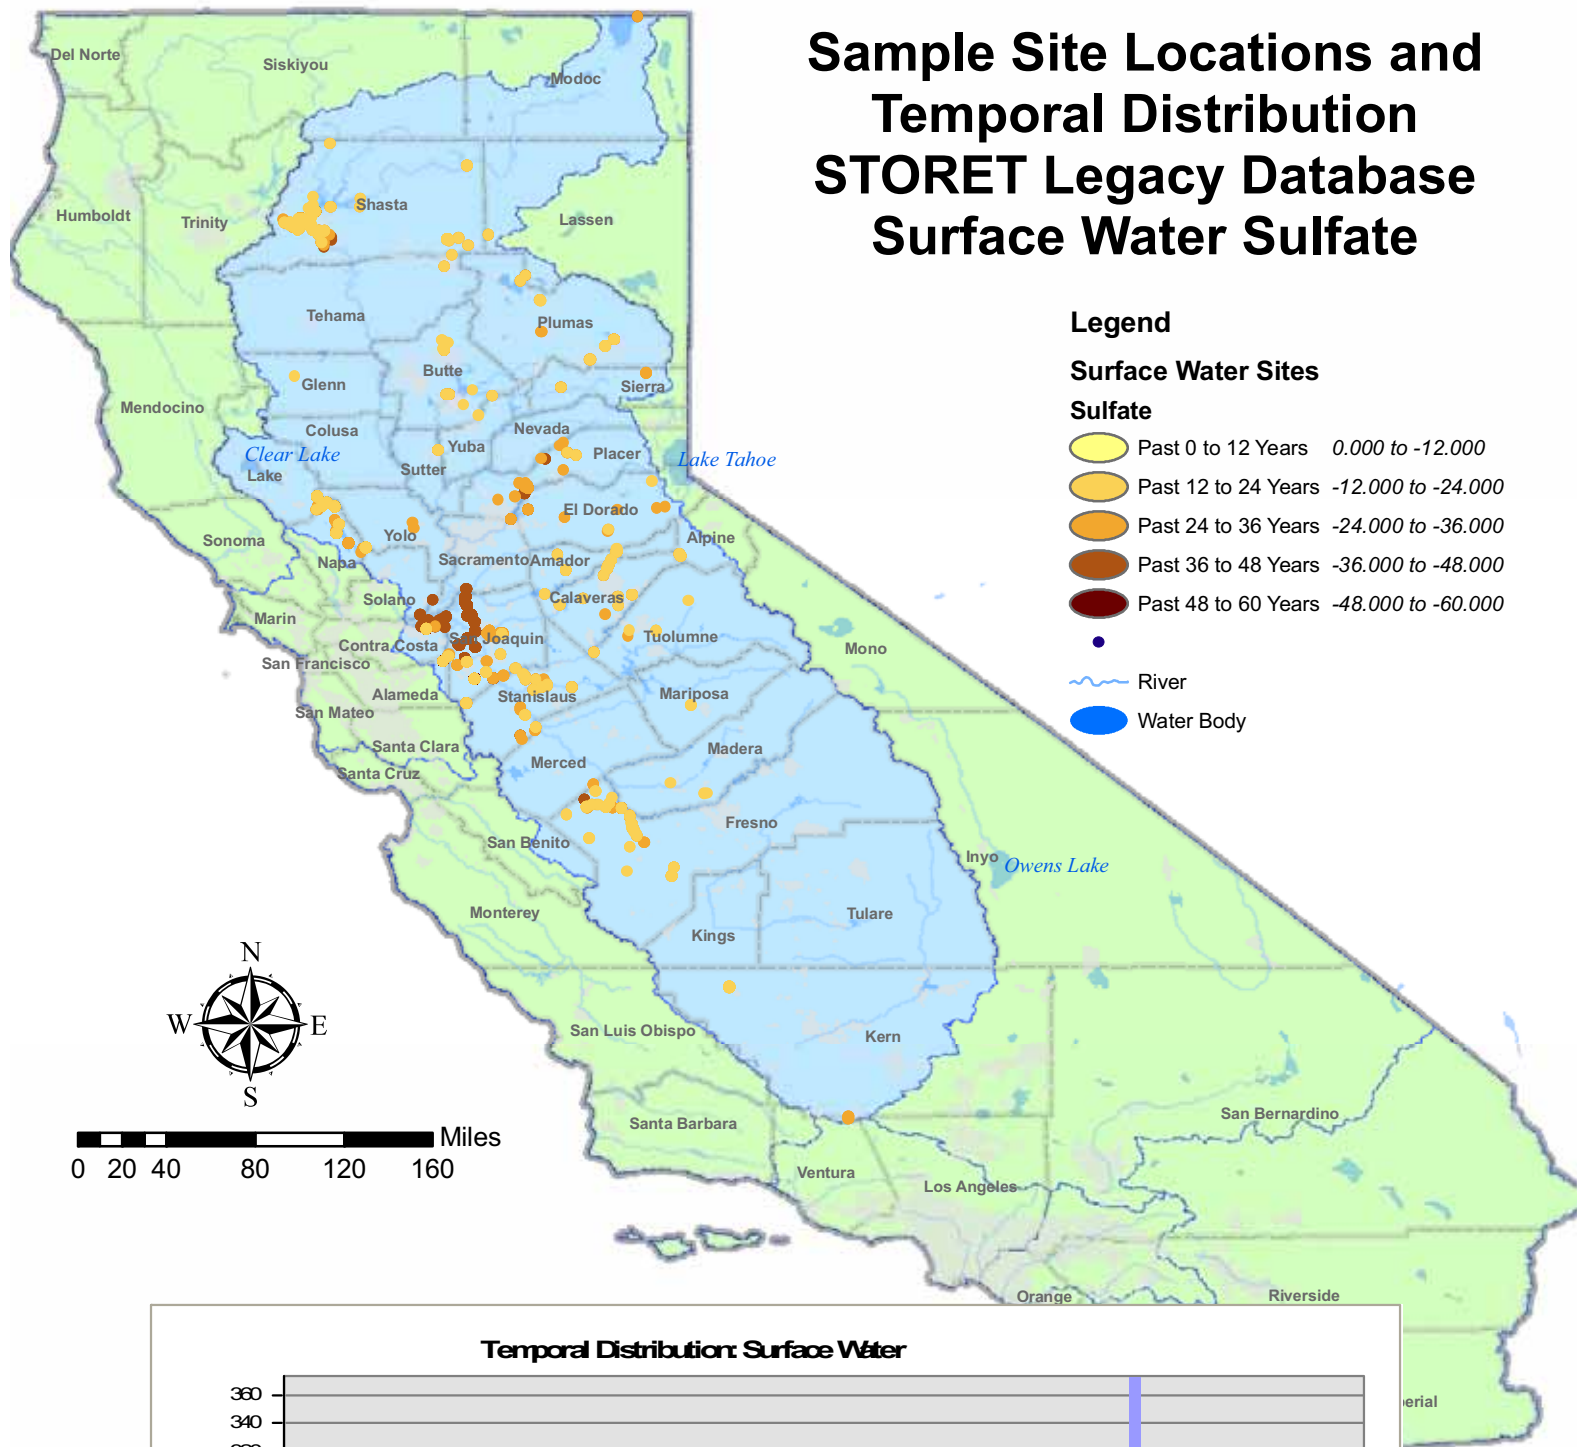 Sample Site Locations and
Temporal Distribution
STORET Legacy Database
Surface Water Sulfate
Legend
Surface Water Sites
Sulfate
Past 0 to 12 Years 0.000 to -12.000
Past 12 to 24 Years -12.000 to -24.000
Past 24 to 36 Years -24.000 to -36.000
Past 36 to 48 Years -36.000 to -48.000
Past 48 to 60 Years -48.000 to -60.000
River
Water Body
Del Norte
Siskiyou
Modoc
Humboldt
Trinity
Shasta
Lassen
Tehama
Plumas
Butte
Glenn
Sierra
Mendocino
Colusa
Nevada
Yuba
Placer
Clear Lake
Lake
Sutter
Lake Tahoe
El Dorado
Sonoma
Yolo
Alpine
Napa
Sacramento
Amador
Solano
Calaveras
Marin
San Joaquin
Tuolumne
Contra Costa
Mono
San Francisco
Alameda
Stanislaus
Mariposa
San Mateo
Santa Clara
Madera
Merced
Santa Cruz
Fresno
San Benito
Inyo
Owens Lake
Monterey
Tulare
Kings
San Luis Obispo
Kern
Santa Barbara
San Bernardino
Ventura
Los Angeles
Orange
Riverside
erial
N
W
E
S
Miles
0 20 40 80 120 160
Temporal Distribution: Surface Water
360
340